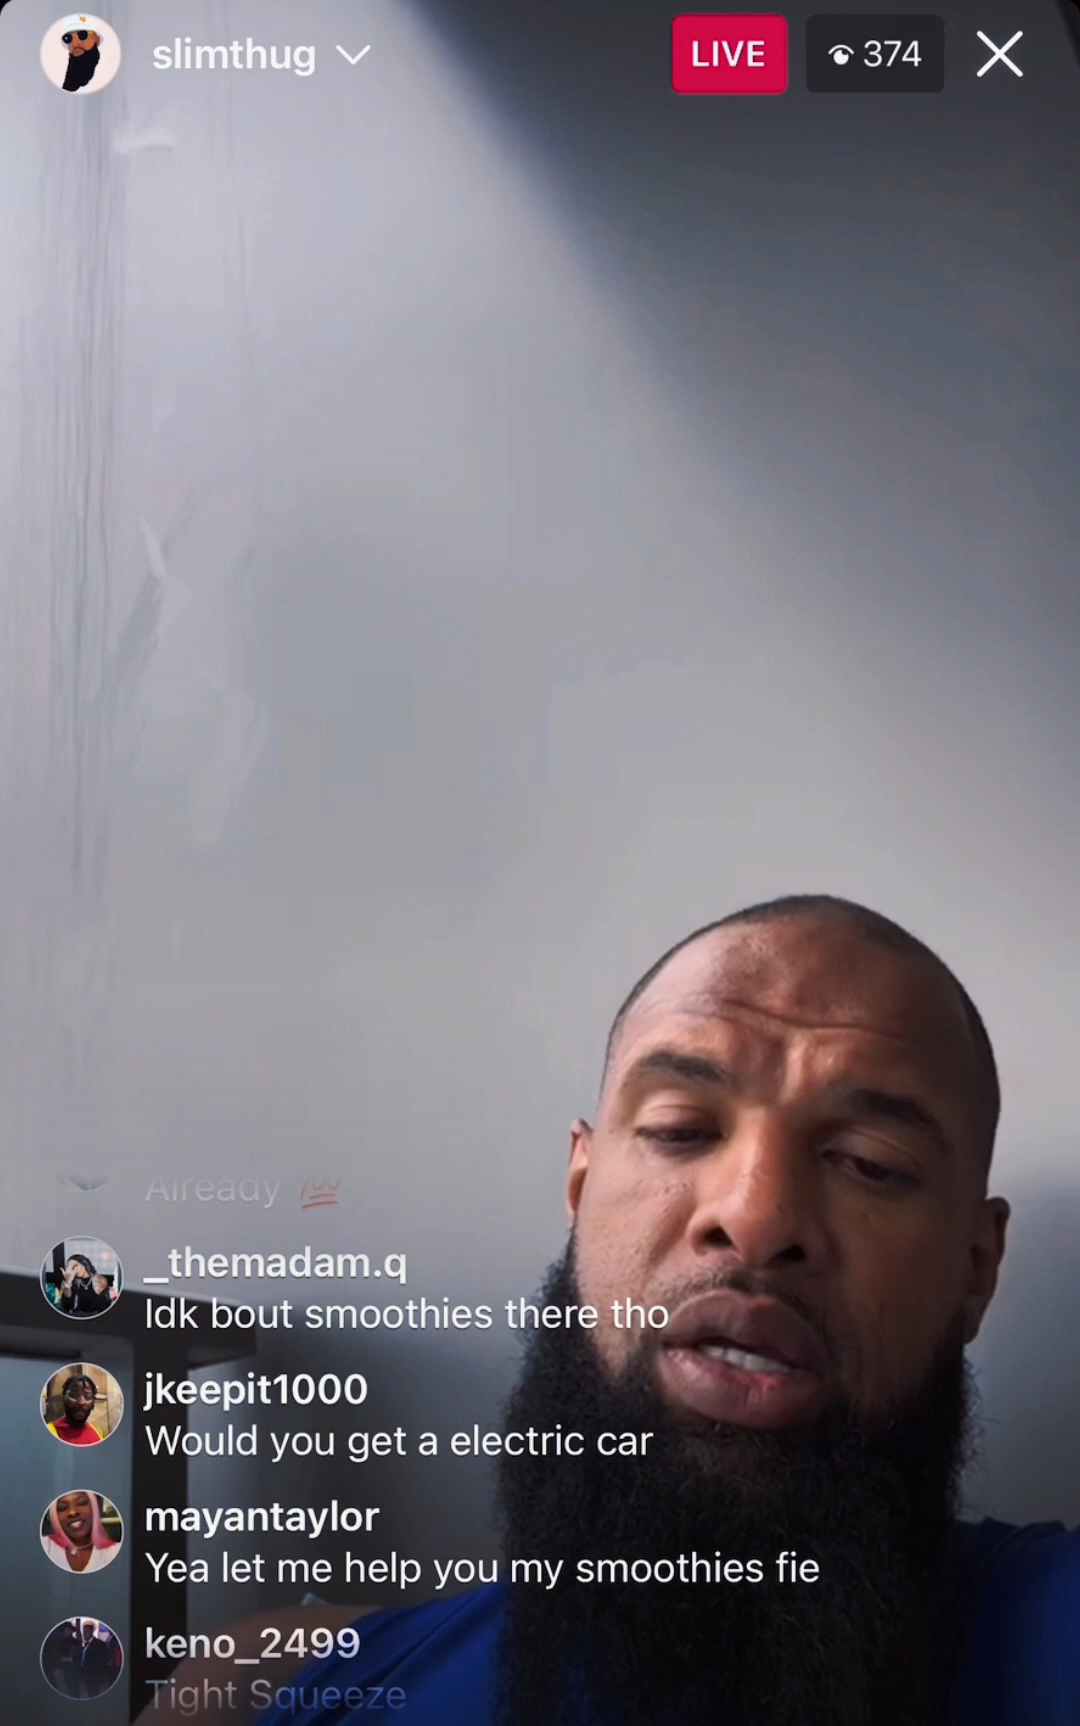 slimthug
LIVE
374
Already 💯
_themadam.q
Idk bout smoothies there tho
jkeepit1000
Would you get a electric car
mayantaylor
Yea let me help you my smoothies fie
keno_2499
Tight Squeeze